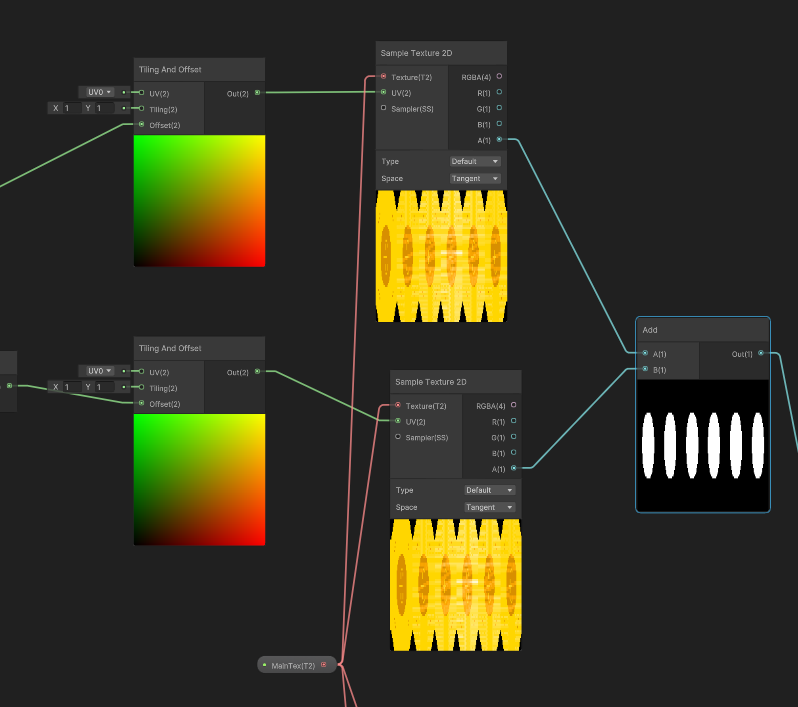 Tiling And Offset
UV0
UV(2)
Out(2)
X 1 Y 1
Tiling(2)
Offset(2)
Sample Texture 2D
Texture(T2)
RGBA(4)
UV(2)
R(1)
Sampler(SS)
G(1)
B(1)
A(1)
Type
Default
Space
Tangent
Add
A(1)
Out(1)
B(1)
Tiling And Offset
UV0
UV(2)
Out(2)
X 1 Y 1
Tiling(2)
Offset(2)
Sample Texture 2D
Texture(T2)
RGBA(4)
UV(2)
R(1)
Sampler(SS)
G(1)
B(1)
A(1)
Type
Default
Space
Tangent
MainTex(T2)